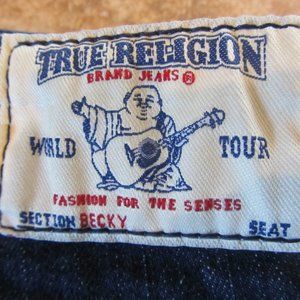 TRUE RELIGION
BRAND JEANS ®
WORLD TOUR
FASHION FOR THE SENSES
SECTION BECKY SEAT